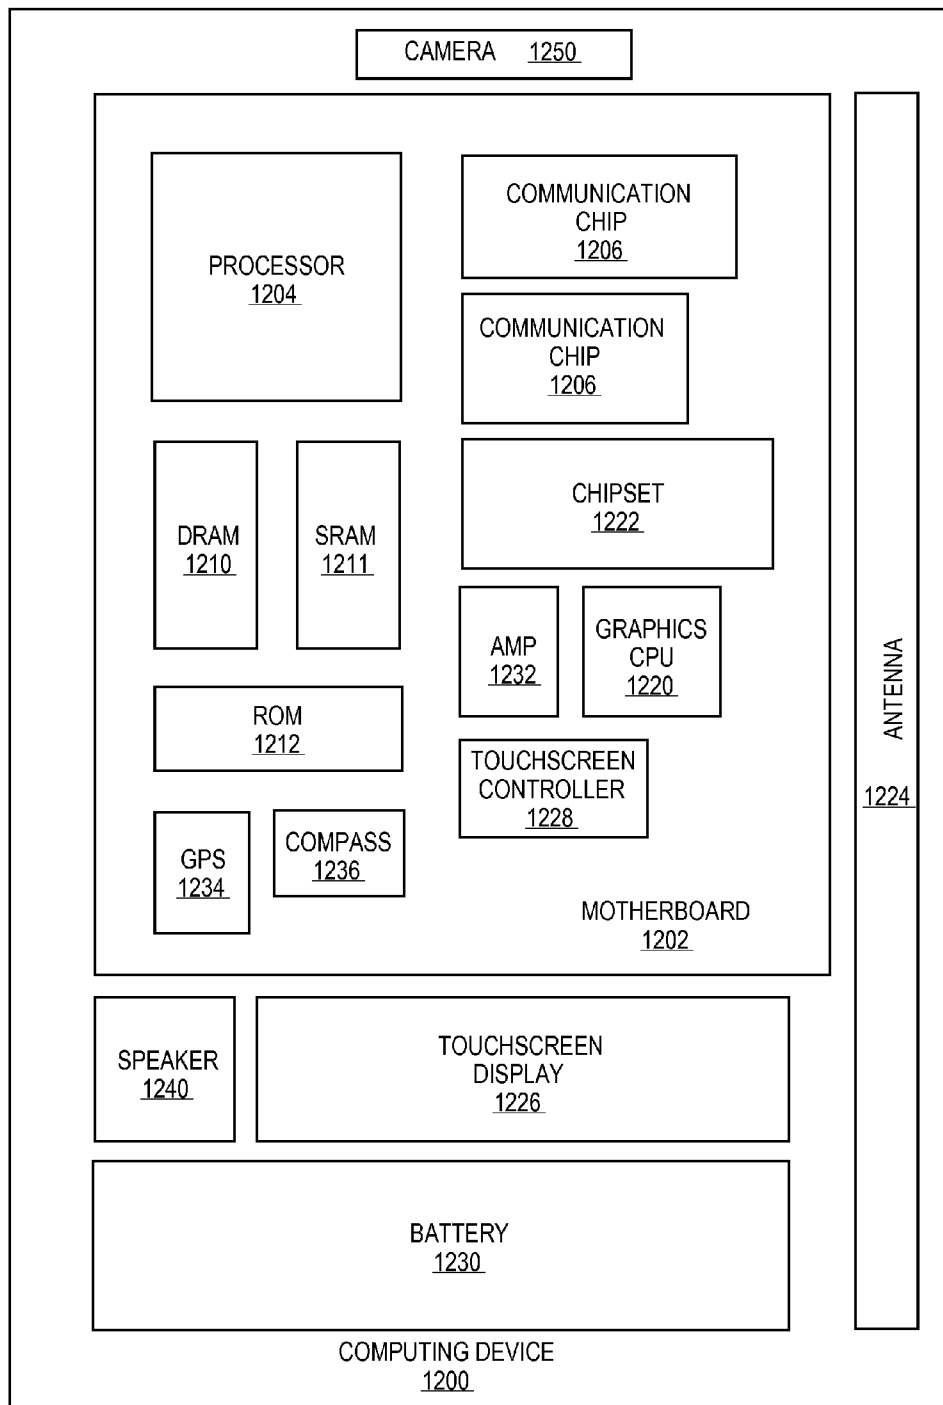 CAMERA 1250
PROCESSOR
1204
COMMUNICATION
CHIP
1206
COMMUNICATION
CHIP
1206
DRAM
1210
SRAM
1211
CHIPSET
1222
AMP
1232
GRAPHICS
CPU
1220
ROM
1212
TOUCHSCREEN
CONTROLLER
1228
GPS
1234
COMPASS
1236
MOTHERBOARD
1202
ANTENNA
1224
SPEAKER
1240
TOUCHSCREEN
DISPLAY
1226
BATTERY
1230
COMPUTING DEVICE
1200